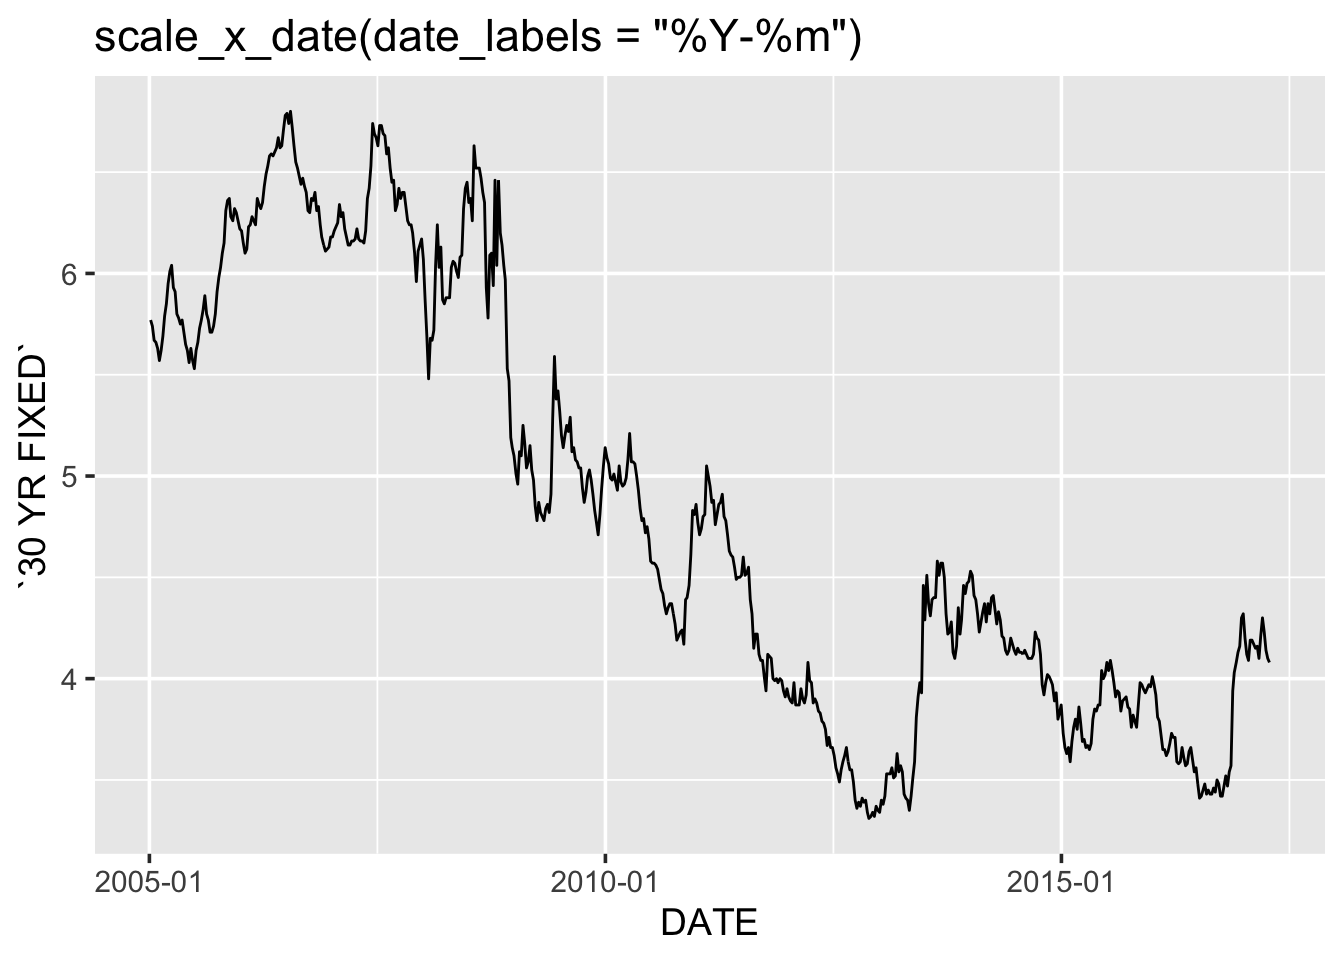 scale_x_date(date_labels = "%Y-%m")
`30 YR FIXED`
6
5
4
2005-01
2010-01
2015-01
DATE